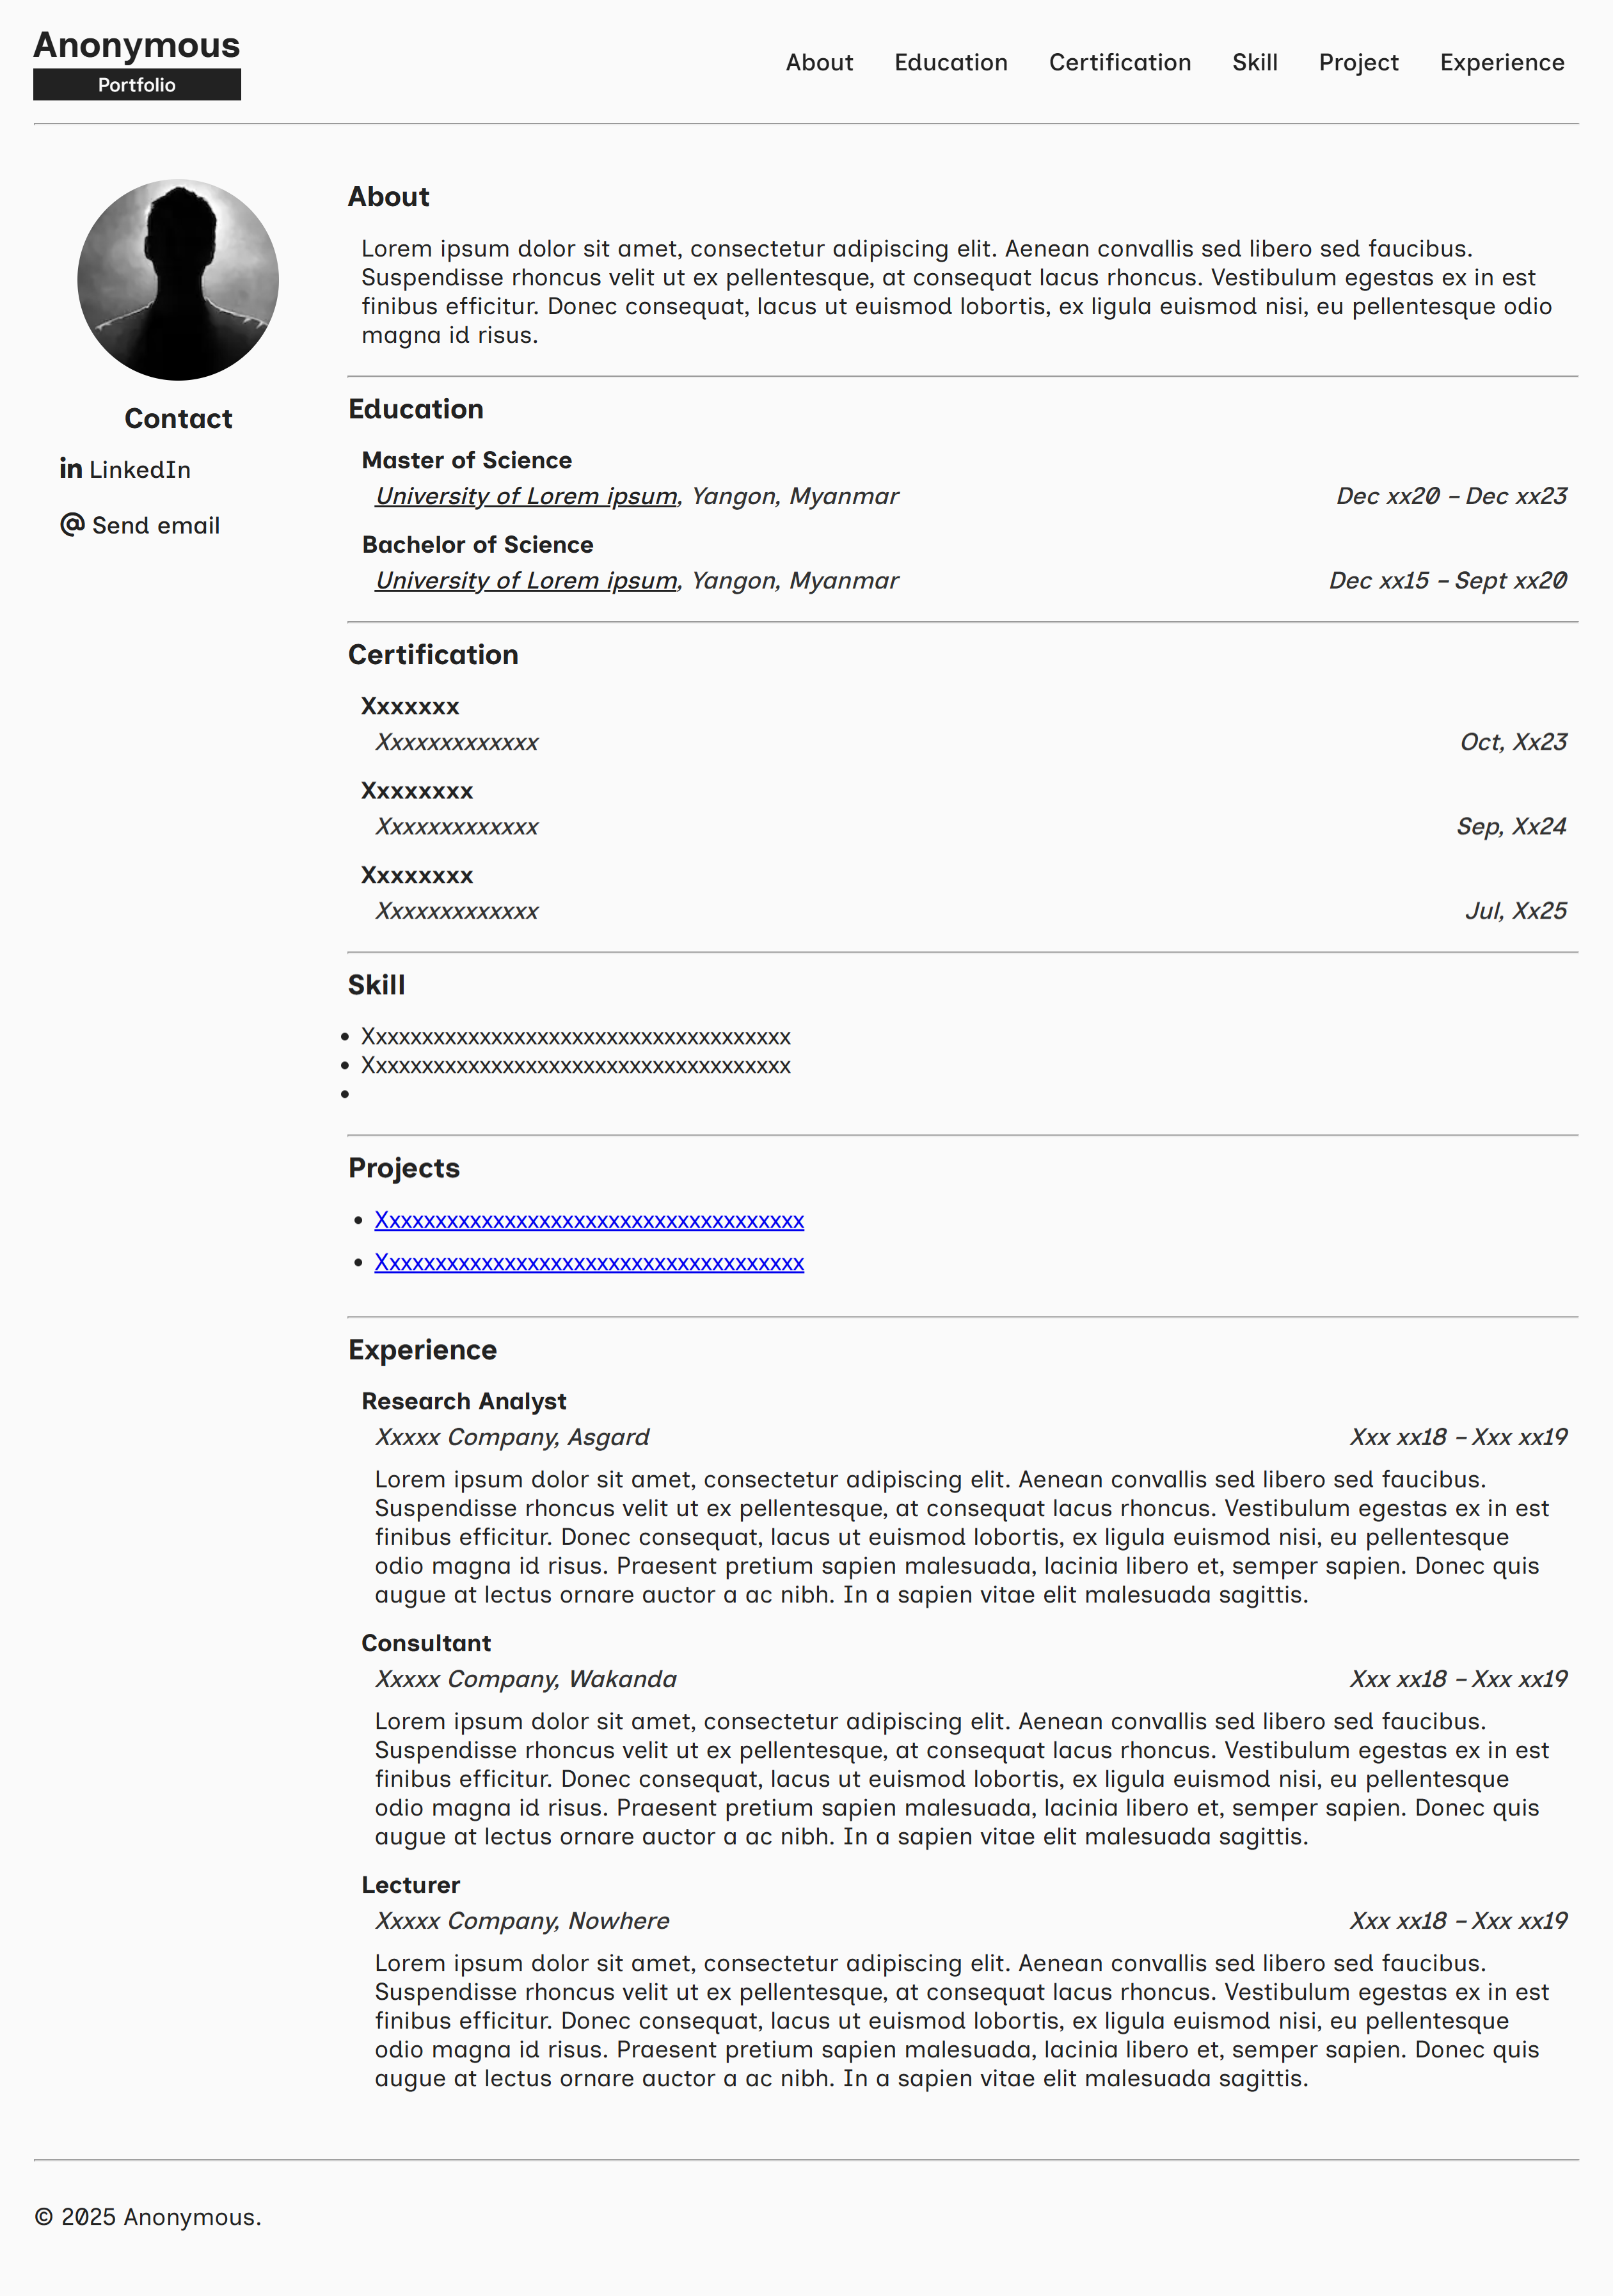 Anonymous
Portfolio
About Education Certification Skill Project Experience
Contact
in LinkedIn
@ Send email
About
Lorem ipsum dolor sit amet, consectetur adipiscing elit. Aenean convallis sed libero sed faucibus.
Suspendisse rhoncus velit ut ex pellentesque, at consequat lacus rhoncus. Vestibulum egestas ex in est
finibus efficitur. Donec consequat, lacus ut euismod lobortis, ex ligula euismod nisi, eu pellentesque odio
magna id risus.
Education
Master of Science
University of Lorem ipsum, Yangon, Myanmar Dec xx20 – Dec xx23
Bachelor of Science
University of Lorem ipsum, Yangon, Myanmar Dec xx15 – Sept xx20
Certification
Xxxxxxx
Xxxxxxxxxxxxx Oct, Xx23
Xxxxxxxx
Xxxxxxxxxxxxx Sep, Xx24
Xxxxxxxx
Xxxxxxxxxxxxx Jul, Xx25
Skill
• Xxxxxxxxxxxxxxxxxxxxxxxxxxxxxxxxxxxxx
• Xxxxxxxxxxxxxxxxxxxxxxxxxxxxxxxxxxxxx
•
Projects
• Xxxxxxxxxxxxxxxxxxxxxxxxxxxxxxxxxxxxx
• Xxxxxxxxxxxxxxxxxxxxxxxxxxxxxxxxxxxxx
Experience
Research Analyst
Xxxxx Company, Asgard Xxx xx18 – Xxx xx19
Lorem ipsum dolor sit amet, consectetur adipiscing elit. Aenean convallis sed libero sed faucibus.
Suspendisse rhoncus velit ut ex pellentesque, at consequat lacus rhoncus. Vestibulum egestas ex in est
finibus efficitur. Donec consequat, lacus ut euismod lobortis, ex ligula euismod nisi, eu pellentesque
odio magna id risus. Praesent pretium sapien malesuada, lacinia libero et, semper sapien. Donec quis
augue at lectus ornare auctor a ac nibh. In a sapien vitae elit malesuada sagittis.
Consultant
Xxxxx Company, Wakanda Xxx xx18 – Xxx xx19
Lorem ipsum dolor sit amet, consectetur adipiscing elit. Aenean convallis sed libero sed faucibus.
Suspendisse rhoncus velit ut ex pellentesque, at consequat lacus rhoncus. Vestibulum egestas ex in est
finibus efficitur. Donec consequat, lacus ut euismod lobortis, ex ligula euismod nisi, eu pellentesque
odio magna id risus. Praesent pretium sapien malesuada, lacinia libero et, semper sapien. Donec quis
augue at lectus ornare auctor a ac nibh. In a sapien vitae elit malesuada sagittis.
Lecturer
Xxxxx Company, Nowhere Xxx xx18 – Xxx xx19
Lorem ipsum dolor sit amet, consectetur adipiscing elit. Aenean convallis sed libero sed faucibus.
Suspendisse rhoncus velit ut ex pellentesque, at consequat lacus rhoncus. Vestibulum egestas ex in est
finibus efficitur. Donec consequat, lacus ut euismod lobortis, ex ligula euismod nisi, eu pellentesque
odio magna id risus. Praesent pretium sapien malesuada, lacinia libero et, semper sapien. Donec quis
augue at lectus ornare auctor a ac nibh. In a sapien vitae elit malesuada sagittis.
© 2025 Anonymous.